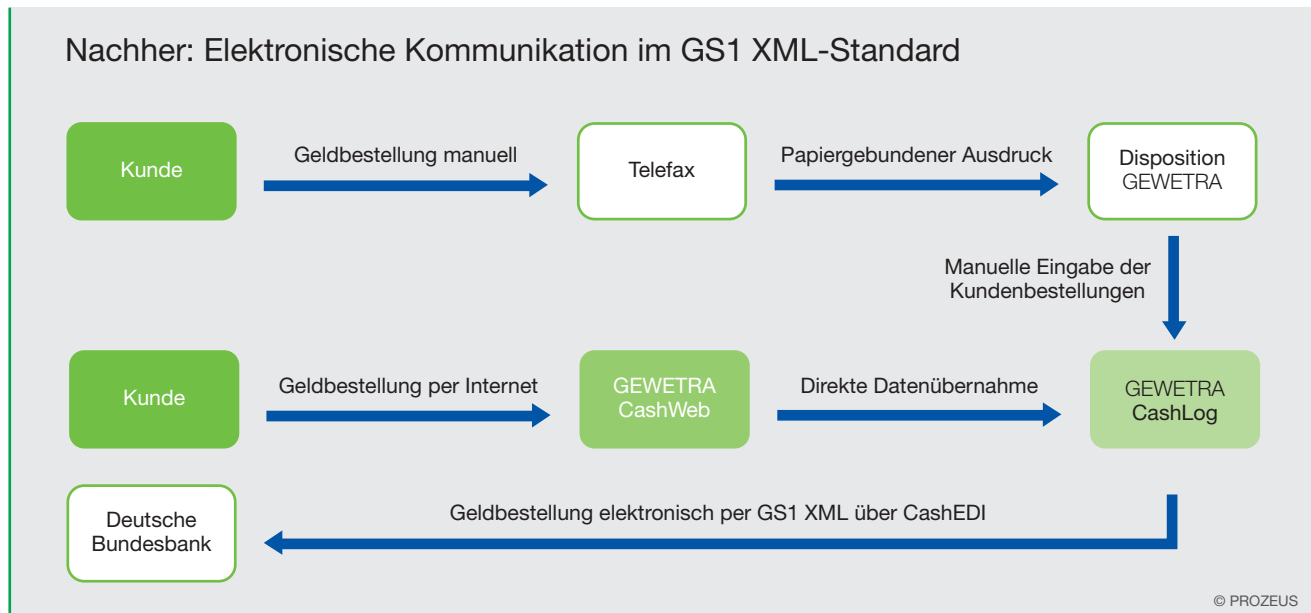 Nachher: Elektronische Kommunikation im GS1 XML-Standard
Kunde
Geldbestellung manuell
Telefax
Papiergebundener Ausdruck
Disposition
GEWETRA
Manuelle Eingabe der
Kundenbestellungen
Kunde
Geldbestellung per Internet
GEWETRA
CashWeb
Direkte Datenübernahme
GEWETRA
CashLog
Deutsche
Bundesbank
Geldbestellung elektronisch per GS1 XML über CashEDI
© PROZEUS